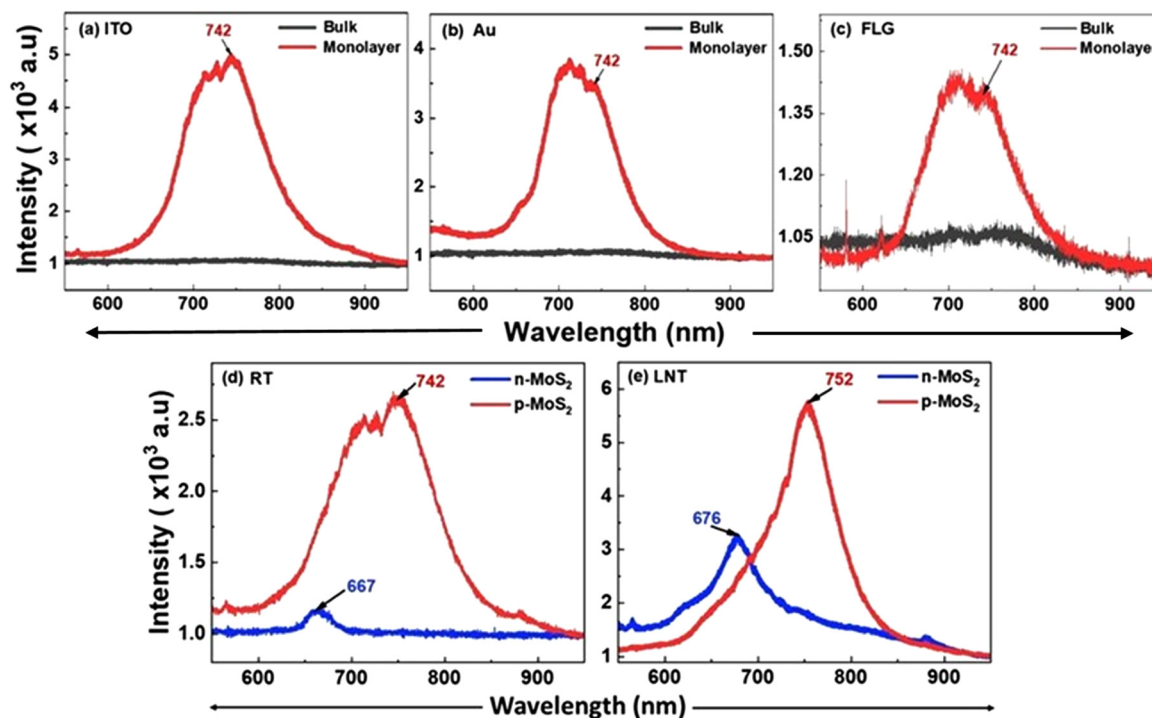 (a) ITO
Bulk
Monolayer
742
5
4
3
2
1
600 700 800 900
(b) Au
Bulk
Monolayer
742
4
3
2
1
600 700 800 900
(c) FLG
Bulk
Monolayer
742
1.50
1.35
1.20
1.05
600 700 800 900
Intensity ( x10³ a.u)
Wavelength (nm)
(d) RT
n-MoS₂
p-MoS₂
742
667
2.5
2.0
1.5
1.0
600 700 800 900
(e) LNT
n-MoS₂
p-MoS₂
752
676
6
5
4
3
2
1
600 700 800 900
Intensity ( x10³ a.u)
Wavelength (nm)